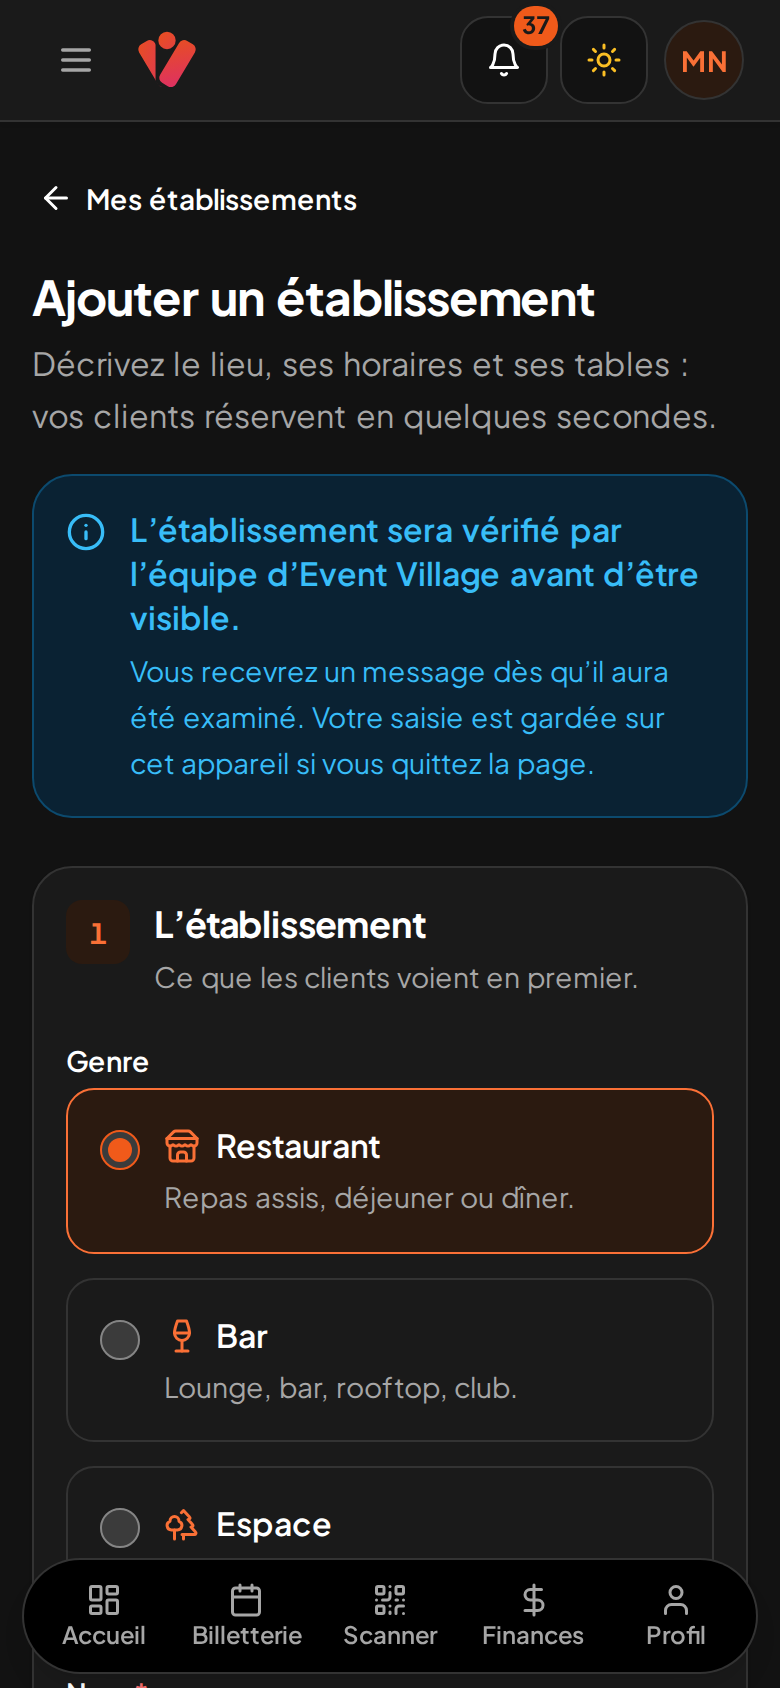 37
MN
Mes établissements
Ajouter un établissement
Décrivez le lieu, ses horaires et ses tables :
vos clients réservent en quelques secondes.
L’établissement sera vérifié par
l’équipe d’Event Village avant d’être
visible.
Vous recevrez un message dès qu’il aura
été examiné. Votre saisie est gardée sur
cet appareil si vous quittez la page.
1
L’établissement
Ce que les clients voient en premier.
Genre
Restaurant
Repas assis, déjeuner ou dîner.
Bar
Lounge, bar, rooftop, club.
Espace
Accueil
Billetterie
Scanner
Finances
Profil